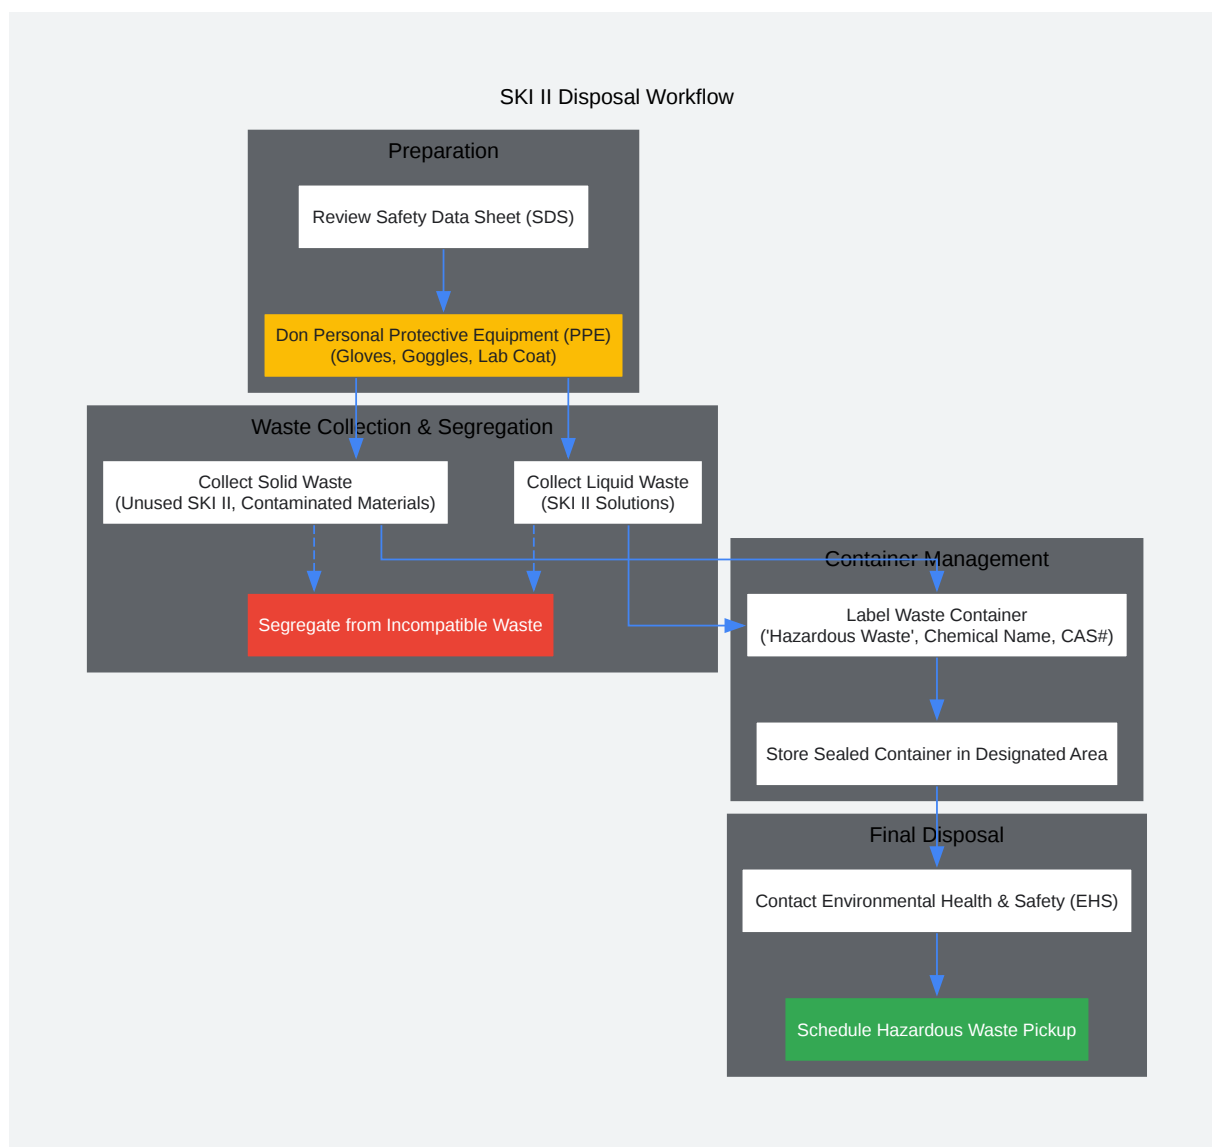 SKI II Disposal Workflow
Preparation
Review Safety Data Sheet (SDS)
Don Personal Protective Equipment (PPE)
(Gloves, Goggles, Lab Coat)
Waste Collection & Segregation
Collect Solid Waste
(Unused SKI II, Contaminated Materials)
Collect Liquid Waste
(SKI II Solutions)
Segregate from Incompatible Waste
Container Management
Label Waste Container
('Hazardous Waste', Chemical Name, CAS#)
Store Sealed Container in Designated Area
Final Disposal
Contact Environmental Health & Safety (EHS)
Schedule Hazardous Waste Pickup